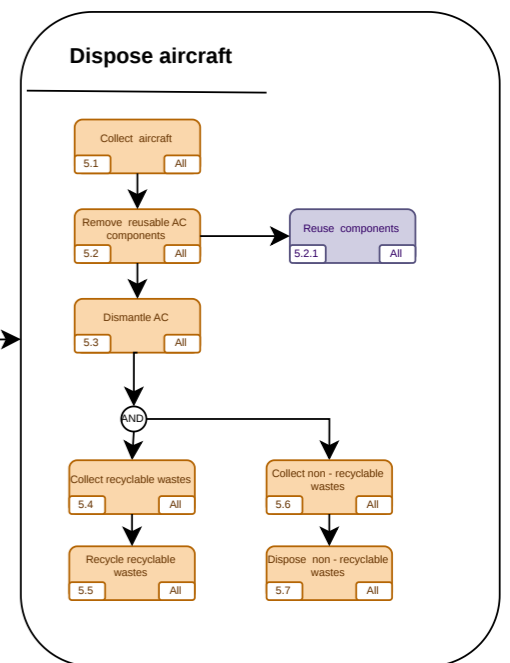 Dispose aircraft
Collect aircraft
5.1 All
Remove reusable AC
components
5.2 All
Reuse components
5.2.1 All
Dismantle AC
5.3 All
AND
Collect recyclable wastes
5.4 All
Collect non - recyclable
wastes
5.6 All
Recycle recyclable
wastes
5.5 All
Dispose non - recyclable
wastes
5.7 All